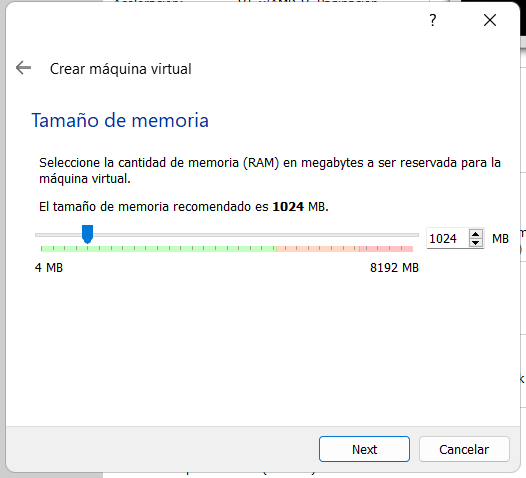 ?
Crear máquina virtual
Tamaño de memoria
Seleccione la cantidad de memoria (RAM) en megabytes a ser reservada para la
máquina virtual.
El tamaño de memoria recomendado es 1024 MB.
1024 MB
4 MB 8192 MB
Next Cancelar